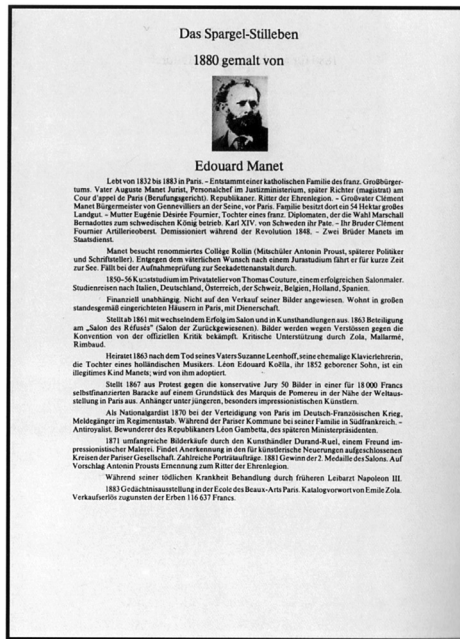 Das Spargel-Stilleben
1880 gemalt von
Edouard Manet
Lebt von 1832 bis 1883 in Paris. – Entstammt einer katholischen Familie des franz. Großbürger-
tums. Vater Auguste Manet Jurist, Personalchef im Justizministerium, später Richter (magistrat) am
Cour d'appel de Paris (Berufungsgericht). Republikaner. Ritter der Ehrenlegion. – Großvater Clément
Manet Bürgermeister von Gennevilliers an der Seine, vor Paris. Familie besitzt dort ein 54 Hektar großes
Landgut. – Mutter Eugénie Désirée Fournier, Tochter eines franz. Diplomaten, der die Wahl Marschall
Bernadottes zum schwedischen König betrieb. Karl XIV. von Schweden ihr Pate. – Ihr Bruder Clément
Fournier Artillerieoberst. Demissioniert während der Revolution 1848. – Zwei Brüder Manets im
Staatsdienst.
Manet besucht renommiertes Collège Rollin (Mitschüler Antonin Proust, späterer Politiker
und Schriftsteller). Entgegen dem väterlichen Wunsch nach einem Jurastudium fährt er für kurze Zeit
zur See. Fällt bei der Aufnahmeprüfung zur Seekadettenanstalt durch.
1850–56 Kunststudium im Privatatelier von Thomas Couture, einem erfolgreichen Salonmaler.
Studienreisen nach Italien, Deutschland, Österreich, der Schweiz, Belgien, Holland, Spanien.
Finanziell unabhängig. Nicht auf den Verkauf seiner Bilder angewiesen. Wohnt in großen
standesgemäß eingerichteten Häusern in Paris, mit Dienerschaft.
Stellt ab 1861 mit wechselndem Erfolg im Salon und in Kunsthandlungen aus. 1863 Beteiligung
am „Salon des Réfusés" (Salon der Zurückgewiesenen). Bilder werden wegen Verstössen gegen die
Konvention von der offiziellen Kritik bekämpft. Kritische Unterstützung durch Zola, Mallarmé,
Rimbaud.
Heiratet 1863 nach dem Tod seines Vaters Suzanne Leenhoff, seine ehemalige Klavierlehrerin,
die Tochter eines holländischen Musikers. Léon Edouard Koëlla, ihr 1852 geborener Sohn, ist ein
illegitimes Kind Manets; wird von ihm adoptiert.
Stellt 1867 aus Protest gegen die konservative Jury 50 Bilder in einer für 18 000 Francs
selbstfinanzierten Baracke auf einem Grundstück des Marquis de Pomereu in der Nähe der Weltaus-
stellung in Paris aus. Anhänger unter jüngeren, besonders impressionistischen Künstlern.
Als Nationalgardist 1870 bei der Verteidigung von Paris im Deutsch-Französischen Krieg,
Meldegänger im Regimentsstab. Während der Pariser Kommune bei seiner Familie in Südfrankreich. –
Antiroyalist. Bewunderer des Republikaners Léon Gambetta, des späteren Ministerpräsidenten.
1871 umfangreiche Bilderkäufe durch den Kunsthändler Durand-Ruel, einem Freund im-
pressionistischer Malerei. Findet Anerkennung in den für künstlerische Neuerungen aufgeschlossenen
Kreisen der Pariser Gesellschaft. Zahlreiche Porträtaufträge. 1881 Gewinn der 2. Medaille des Salons. Auf
Vorschlag Antonin Prousts Ernennung zum Ritter der Ehrenlegion.
Während seiner tödlichen Krankheit Behandlung durch früheren Leibarzt Napoleon III.
1883 Gedächtnisausstellung in der Ecole des Beaux-Arts Paris. Katalogvorwort von Emile Zola.
Verkaufserlös zugunsten der Erben 116 637 Francs.